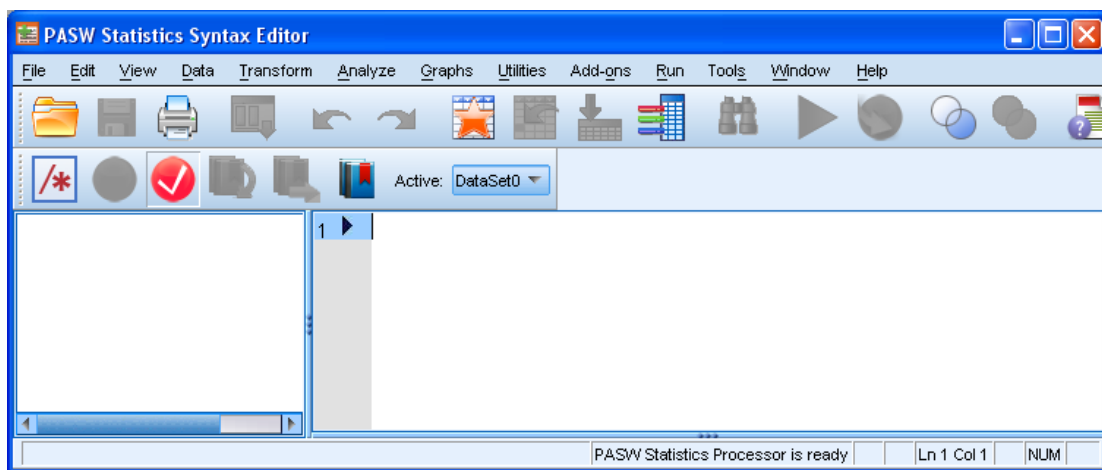 PASW Statistics Syntax Editor
File Edit View Data Transform Analyze Graphs Utilities Add-ons Run Tools Window Help
/*
Active: DataSet0
1
PASW Statistics Processor is ready Ln 1 Col 1 NUM